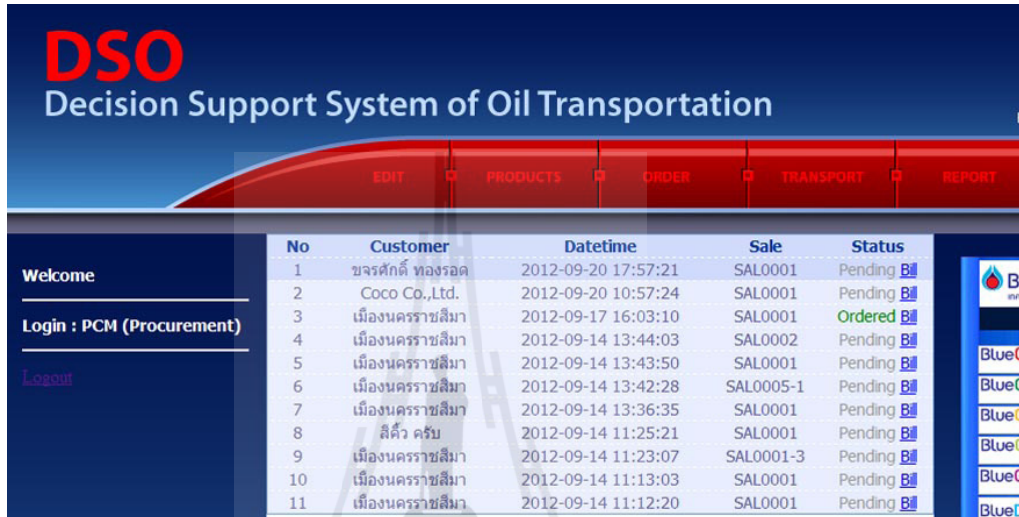 DSO
Decision Support System of Oil Transportation
EDIT PRODUCTS ORDER TRANSPORT REPORT
Welcome
Login : PCM (Procurement)
Logout
No Customer Datetime Sale Status
1 ขจรศักดิ์ ทองรอด 2012-09-20 17:57:21 SAL0001 Pending Bill
2 Coco Co.,Ltd. 2012-09-20 10:57:24 SAL0001 Pending Bill
3 เมืองนครราชสีมา 2012-09-17 16:03:10 SAL0001 Ordered Bill
4 เมืองนครราชสีมา 2012-09-14 13:44:03 SAL0002 Pending Bill
5 เมืองนครราชสีมา 2012-09-14 13:43:50 SAL0001 Pending Bill
6 เมืองนครราชสีมา 2012-09-14 13:42:28 SAL0005-1 Pending Bill
7 เมืองนครราชสีมา 2012-09-14 13:36:35 SAL0001 Pending Bill
8 สีคิ้ว ครับ 2012-09-14 11:25:21 SAL0001 Pending Bill
9 เมืองนครราชสีมา 2012-09-14 11:23:07 SAL0001-3 Pending Bill
10 เมืองนครราชสีมา 2012-09-14 11:13:03 SAL0001 Pending Bill
11 เมืองนครราชสีมา 2012-09-14 11:12:20 SAL0001 Pending Bill
Blue
Blue
Blue
Blue
Blue
Blue